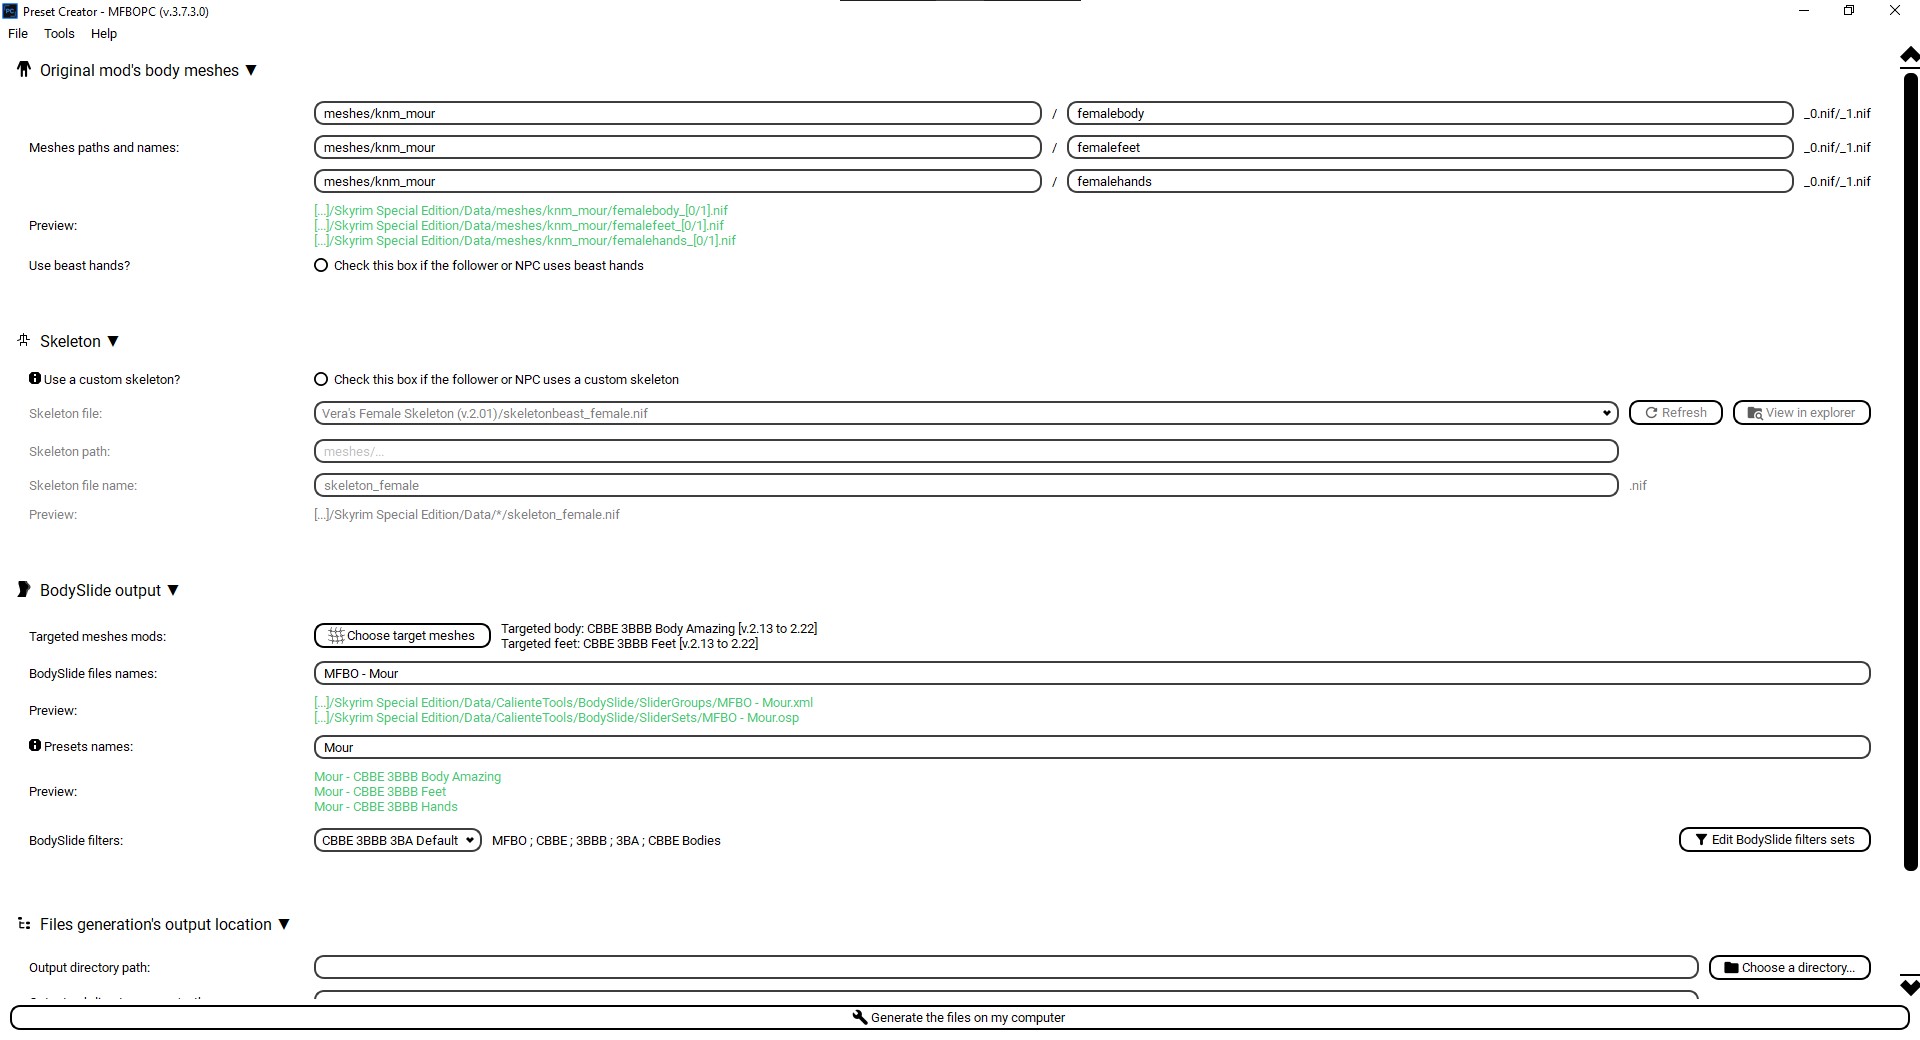 Preset Creator - MFBOPC (v.3.7.3.0)
File Tools Help
Original mod's body meshes ▼
meshes/knm_mour / femalebody _0.nif/_1.nif
Meshes paths and names: meshes/knm_mour / femalefeet _0.nif/_1.nif
meshes/knm_mour / femalehands _0.nif/_1.nif
[...]/Skyrim Special Edition/Data/meshes/knm_mour/femalebody_[0/1].nif
Preview: [...]/Skyrim Special Edition/Data/meshes/knm_mour/femalefeet_[0/1].nif
[...]/Skyrim Special Edition/Data/meshes/knm_mour/femalehands_[0/1].nif
Use beast hands? Check this box if the follower or NPC uses beast hands
Skeleton ▼
Use a custom skeleton? Check this box if the follower or NPC uses a custom skeleton
Skeleton file: Vera's Female Skeleton (v.2.01)/skeletonbeast_female.nif Refresh View in explorer
Skeleton path: meshes/...
Skeleton file name: skeleton_female .nif
Preview: [...]/Skyrim Special Edition/Data/*/skeleton_female.nif
BodySlide output ▼
Targeted meshes mods: Choose target meshes Targeted body: CBBE 3BBB Body Amazing [v.2.13 to 2.22]
Targeted feet: CBBE 3BBB Feet [v.2.13 to 2.22]
BodySlide files names: MFBO - Mour
Preview: [...]/Skyrim Special Edition/Data/CalienteTools/BodySlide/SliderGroups/MFBO - Mour.xml
[...]/Skyrim Special Edition/Data/CalienteTools/BodySlide/SliderSets/MFBO - Mour.osp
Presets names: Mour
Mour - CBBE 3BBB Body Amazing
Preview: Mour - CBBE 3BBB Feet
Mour - CBBE 3BBB Hands
BodySlide filters: CBBE 3BBB 3BA Default MFBO ; CBBE ; 3BBB ; 3BA ; CBBE Bodies Edit BodySlide filters sets
Files generation's output location ▼
Output directory path: Choose a directory...
Generate the files on my computer